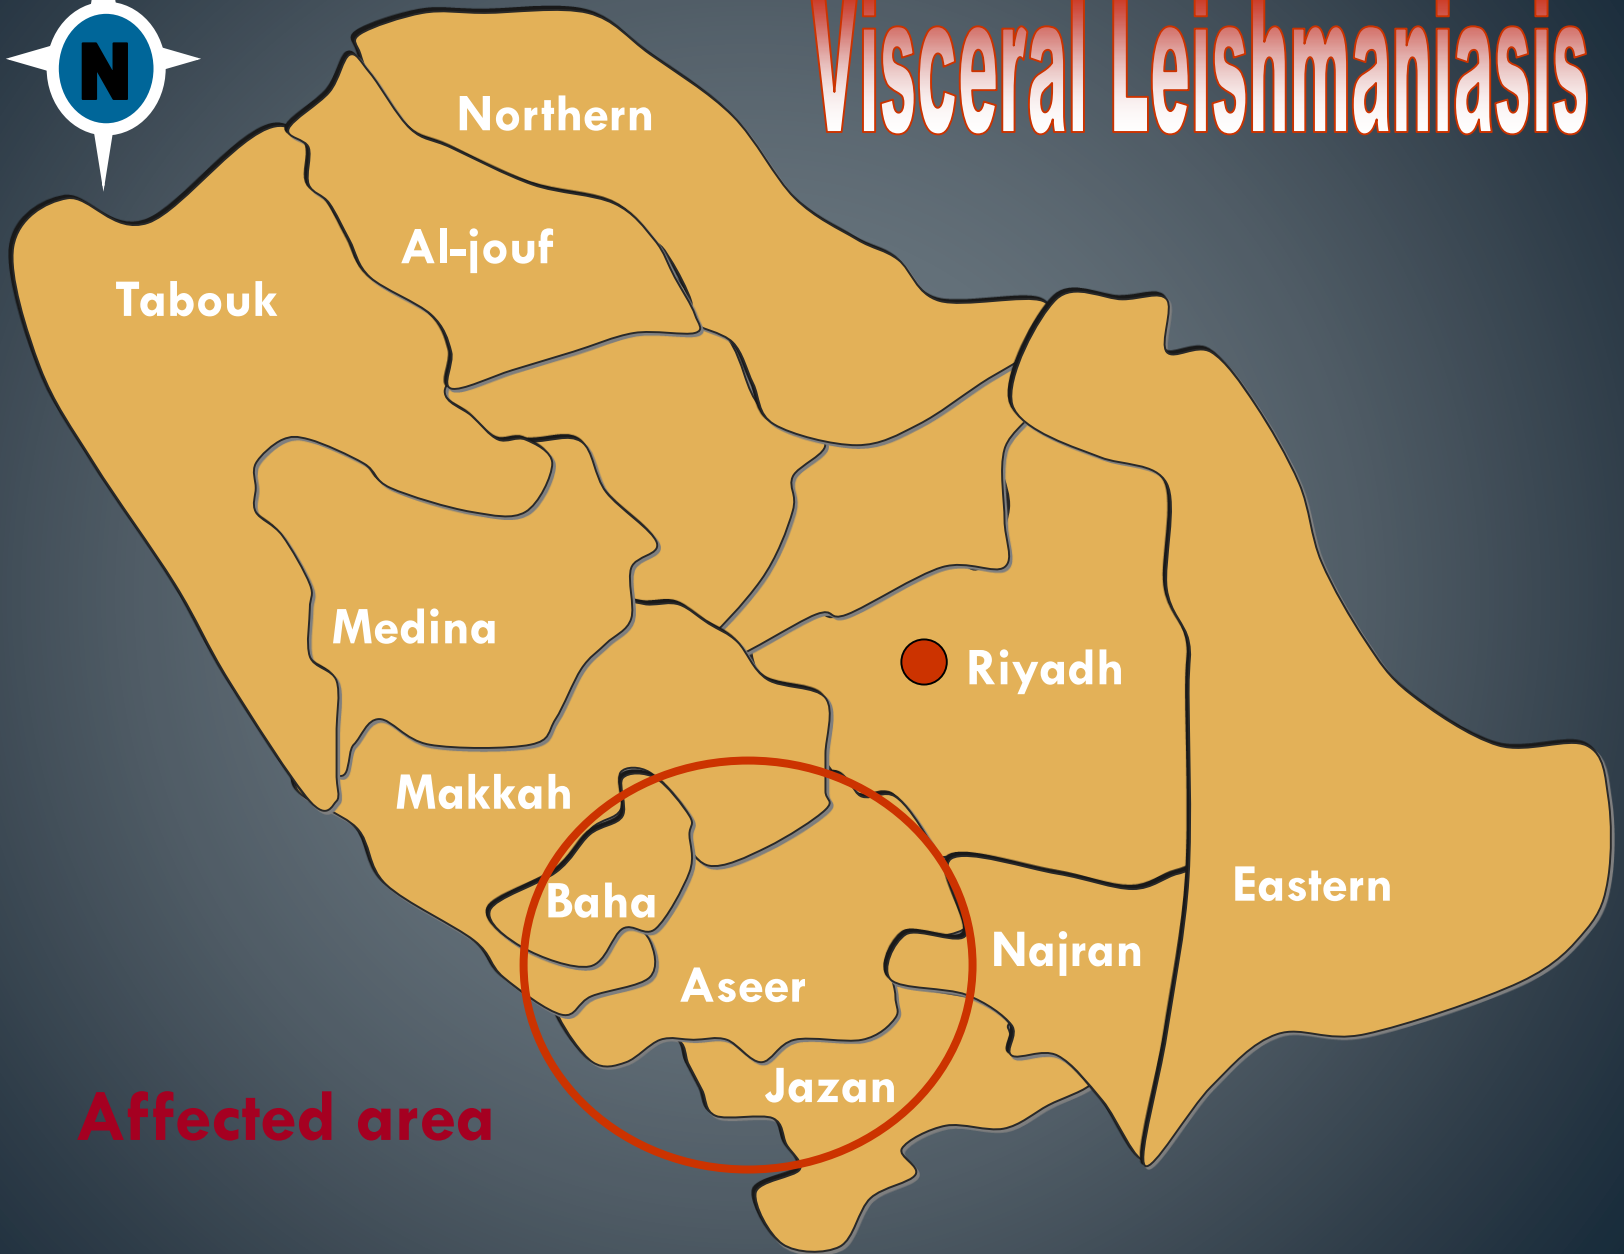 N
Visceral Leishmaniasis
Northern
Al-jouf
Tabouk
Medina
Riyadh
Makkah
Eastern
Baha
Najran
Aseer
Jazan
Affected area